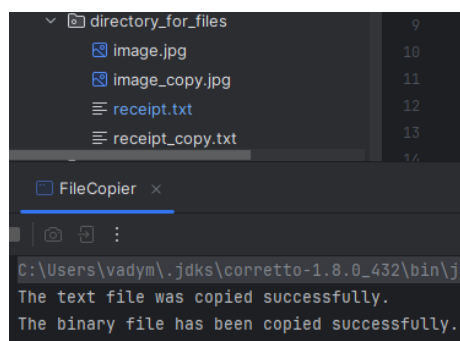 directory_for_files
image.jpg
image_copy.jpg
receipt.txt
receipt_copy.txt
9
10
11
12
13
14
FileCopier
C:\Users\vadym\.jdks\corretto-1.8.0_432\bin\j
The text file was copied successfully.
The binary file has been copied successfully.